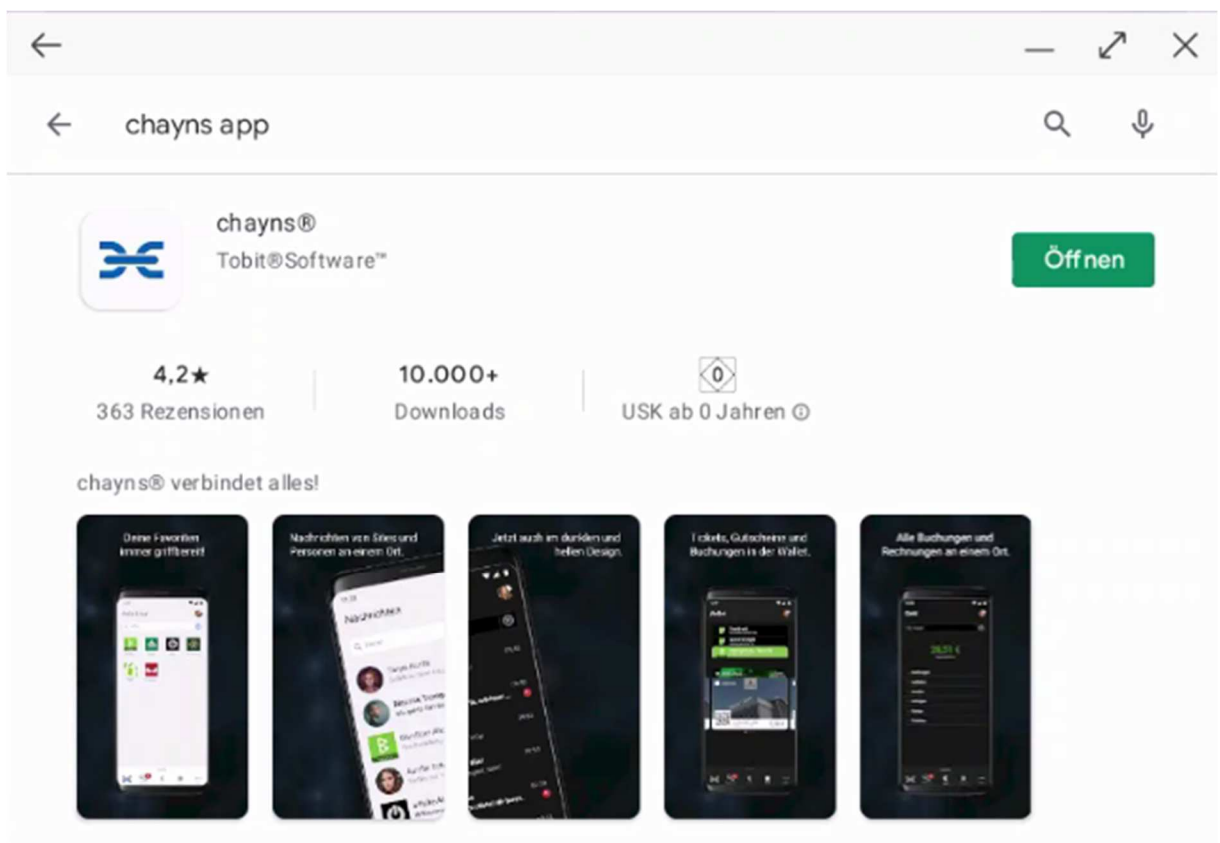 chayns app
chayns®
Tobit®Software™
Öffnen
4,2★
363 Rezensionen
10.000+
Downloads
0
USK ab 0 Jahren
chayns® verbindet alles!
Deine Favoriten
immer griffbereit!
Nachrichten von Sites und
Personen an einem Ort.
Jetzt auch im dunklen und
hellen Design.
Tickets, Gutscheine und
Buchungen in der Wallet.
Alle Buchungen und
Rechnungen an einem Ort.
Nachrichten